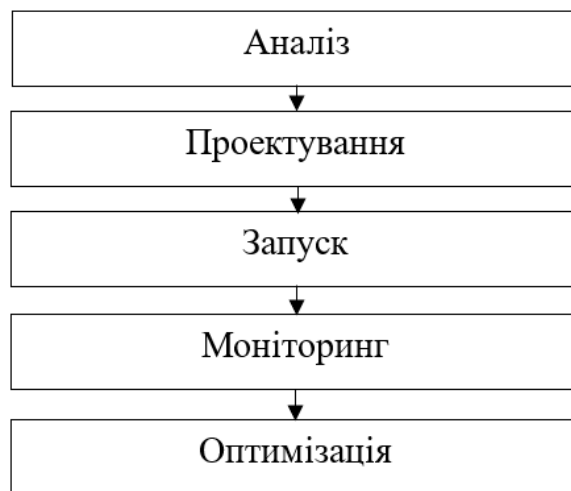 Аналіз
Проектування
Запуск
Моніторинг
Оптимізація